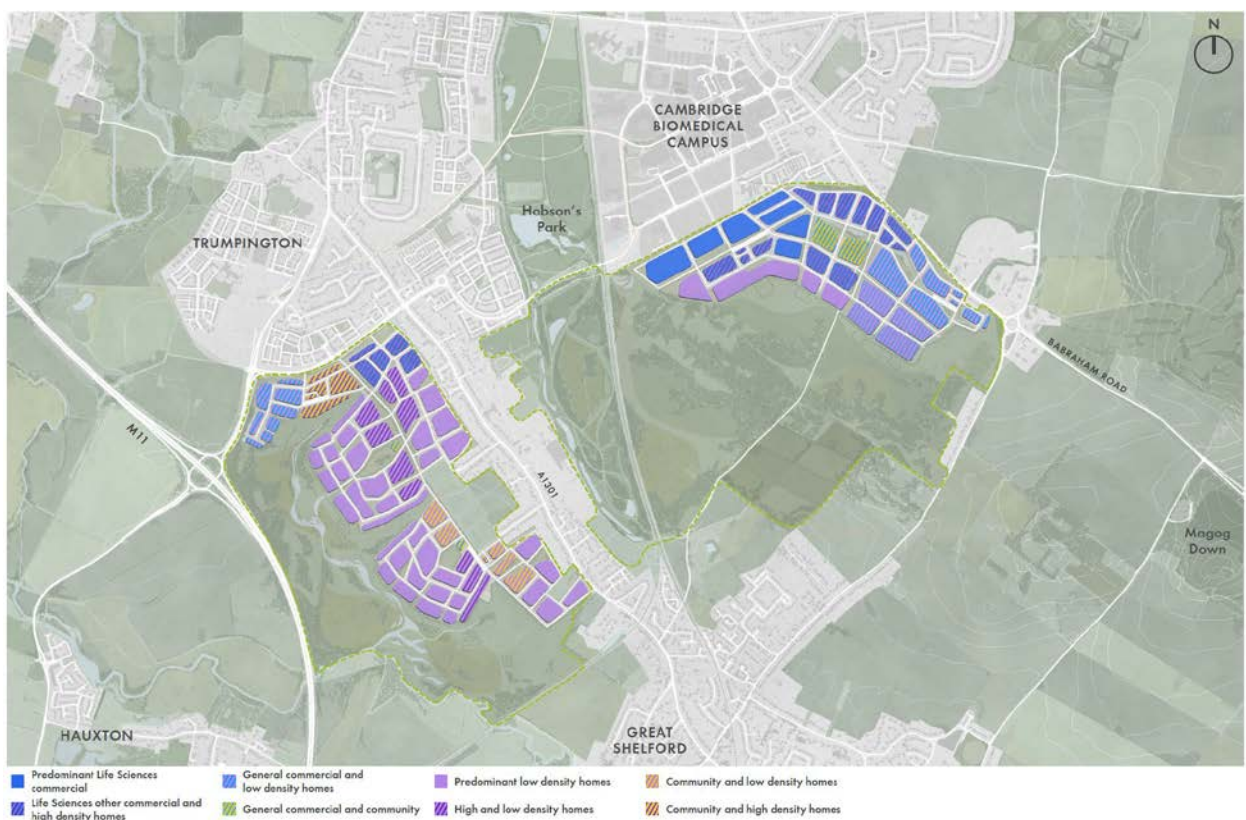 N
CAMBRIDGE
BIOMEDICAL
CAMPUS
Hobson's
Park
TRUMPINGTON
BABRAHAM ROAD
M11
A1301
Magog
Down
HAUXTON
GREAT
SHELFORD
Predominant Life Sciences
commercial
General commercial and
low density homes
Predominant low density homes
Community and low density homes
Life Sciences other commercial and
high density homes
General commercial and community
High and low density homes
Community and high density homes